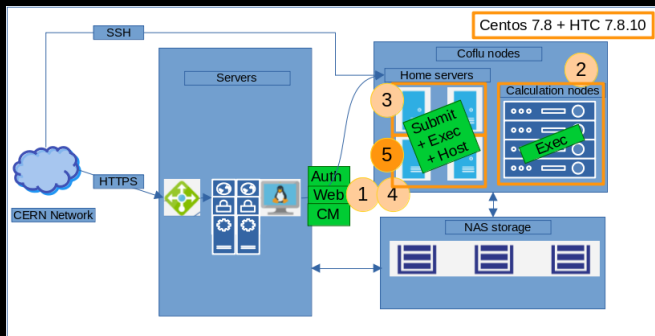 Centos 7.8 + HTC 7.8.10
SSH
Coflu nodes
Servers
Home servers
2
Calculation nodes
3
Submit
+ Exec
+ Host
Exec
5
HTTPS
Auth
Web
CM
1
4
CERN Network
NAS storage